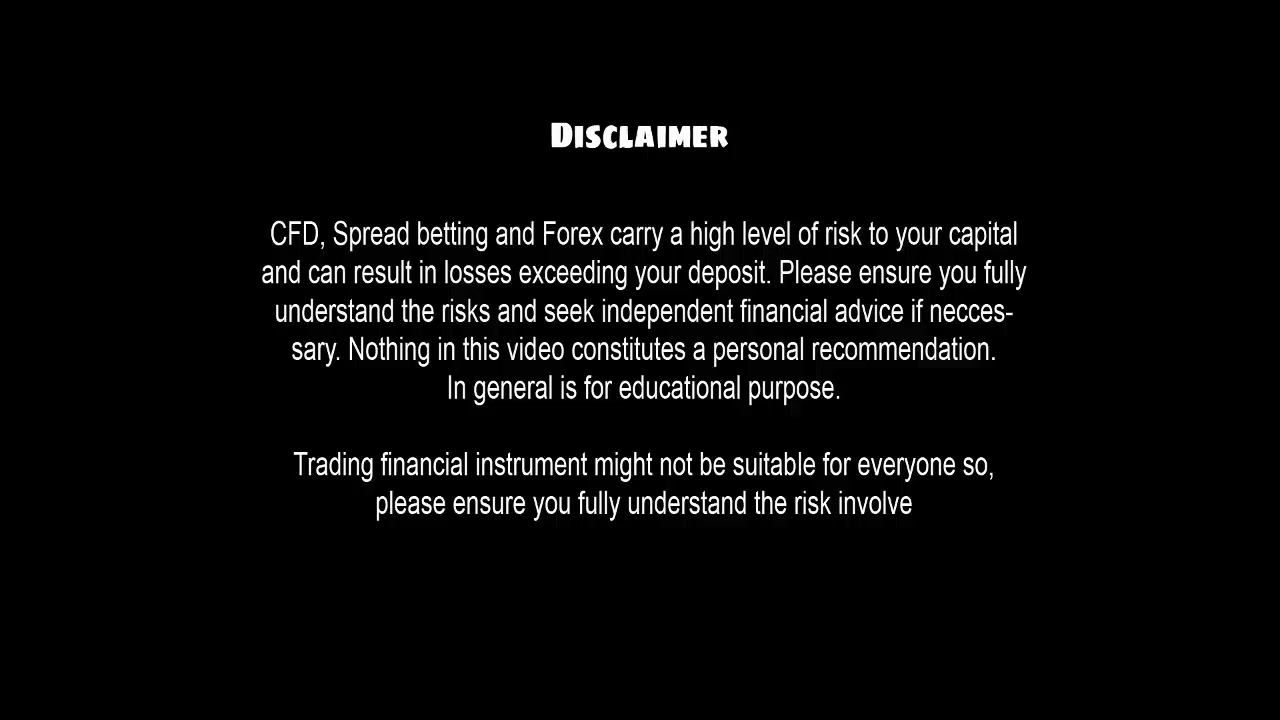 DISCLAIMER
CFD, Spread betting and Forex carry a high level of risk to your capital
and can result in losses exceeding your deposit. Please ensure you fully
understand the risks and seek independent financial advice if necces-
sary. Nothing in this video constitutes a personal recommendation.
In general is for educational purpose.
Trading financial instrument might not be suitable for everyone so,
please ensure you fully understand the risk involve